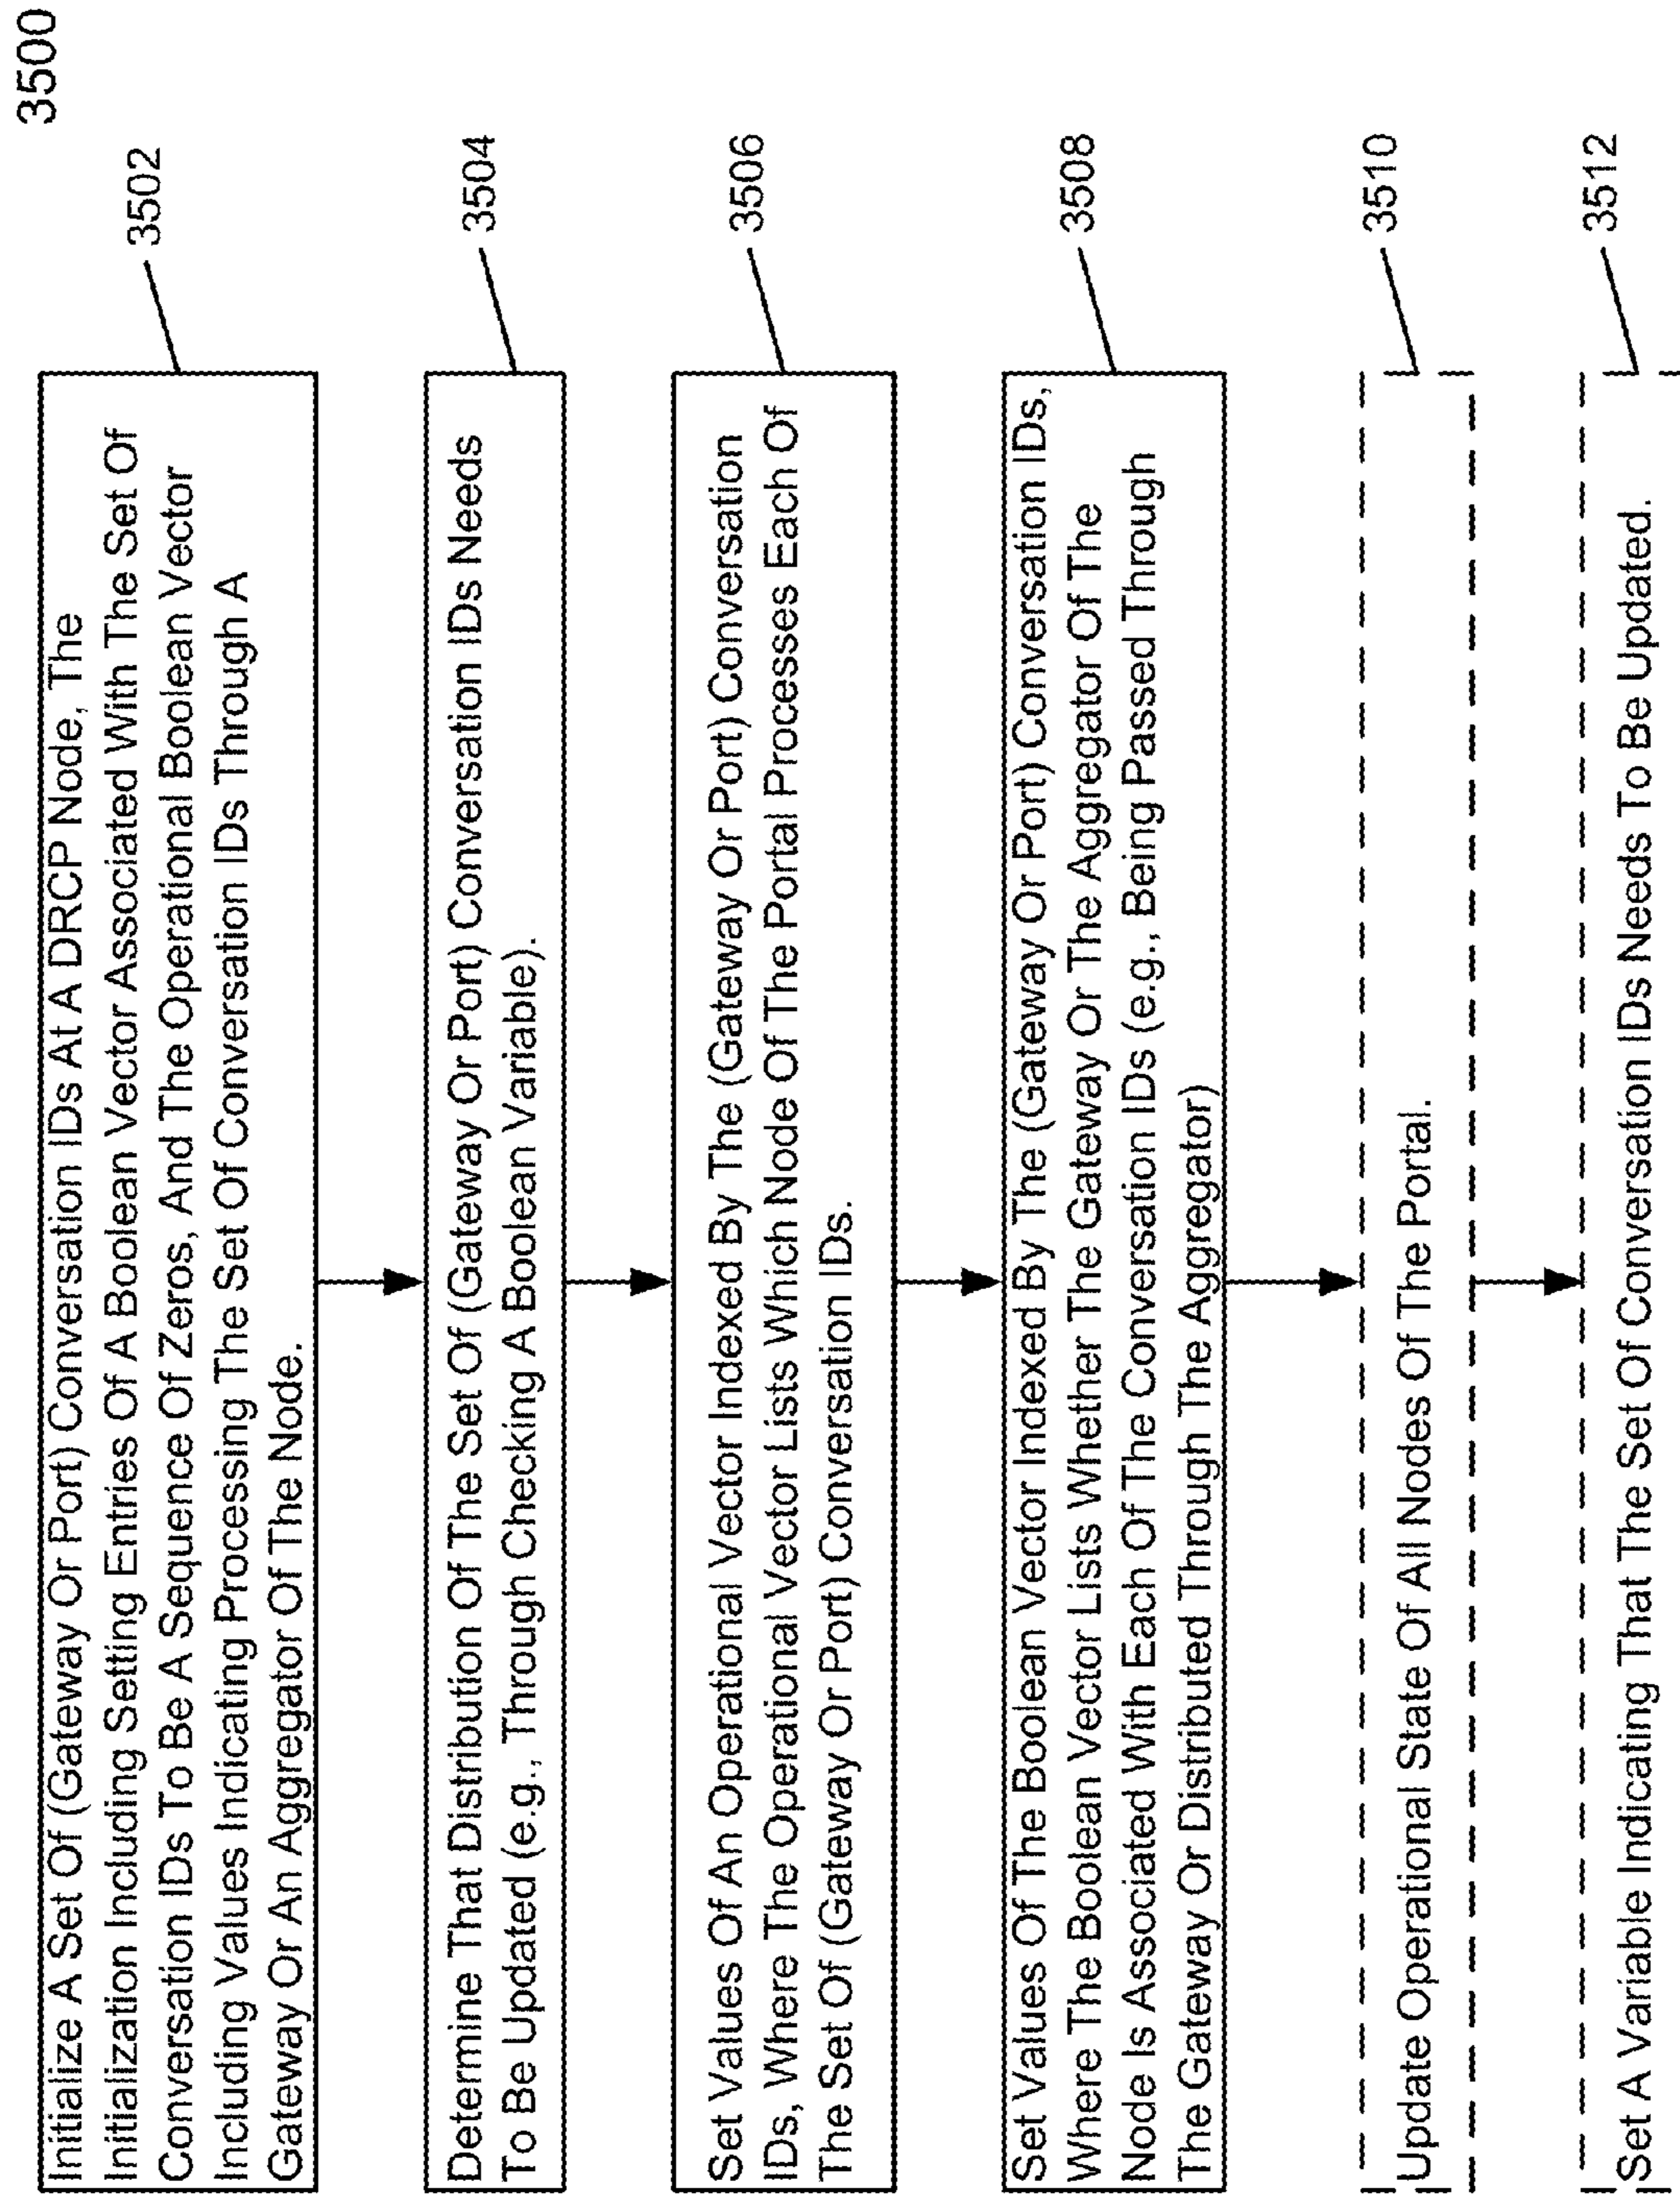 3500
Initialize A Set Of (Gateway Or Port) Conversation IDs At A DRCP Node, The
Initialization Including Setting Entries Of A Boolean Vector Associated With The Set Of
Conversation IDs To Be A Sequence Of Zeros, And The Operational Boolean Vector
Including Values Indicating Processing The Set Of Conversation IDs Through A
Gateway Or An Aggregator Of The Node.
3502
Determine That Distribution Of The Set Of (Gateway Or Port) Conversation IDs Needs
To Be Updated (e.g., Through Checking A Boolean Variable).
3504
Set Values Of An Operational Vector Indexed By The (Gateway Or Port) Conversation
IDs, Where The Operational Vector Lists Which Node Of The Portal Processes Each Of
The Set Of (Gateway Or Port) Conversation IDs.
3506
Set Values Of The Boolean Vector Indexed By The (Gateway Or Port) Conversation IDs,
Where The Boolean Vector Lists Whether The Gateway Or The Aggregator Of The
Node Is Associated With Each Of The Conversation IDs (e.g., Being Passed Through
The Gateway Or Distributed Through The Aggregator)
3508
Update Operational State Of All Nodes Of The Portal.
3510
Set A Variable Indicating That The Set Of Conversation IDs Needs To Be Updated.
3512